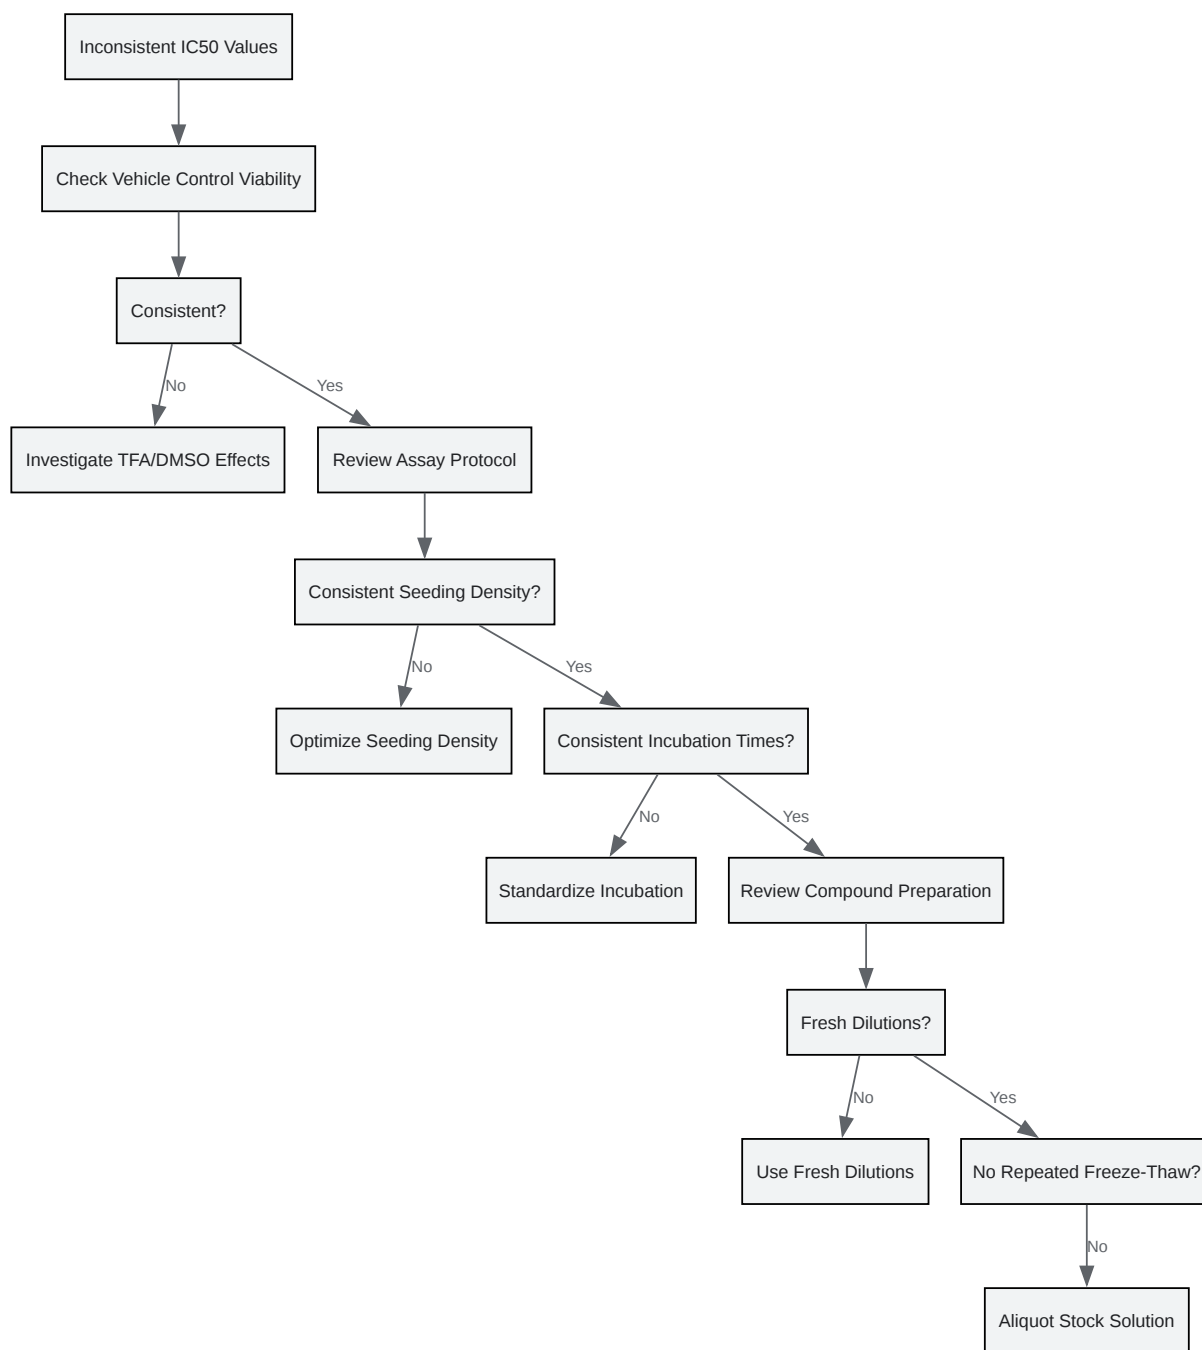 Inconsistent IC50 Values
Check Vehicle Control Viability
Consistent?
No
Yes
Investigate TFA/DMSO Effects
Review Assay Protocol
Consistent Seeding Density?
No
Yes
Optimize Seeding Density
Consistent Incubation Times?
No
Yes
Standardize Incubation
Review Compound Preparation
Fresh Dilutions?
No
Yes
Use Fresh Dilutions
No Repeated Freeze-Thaw?
No
Aliquot Stock Solution